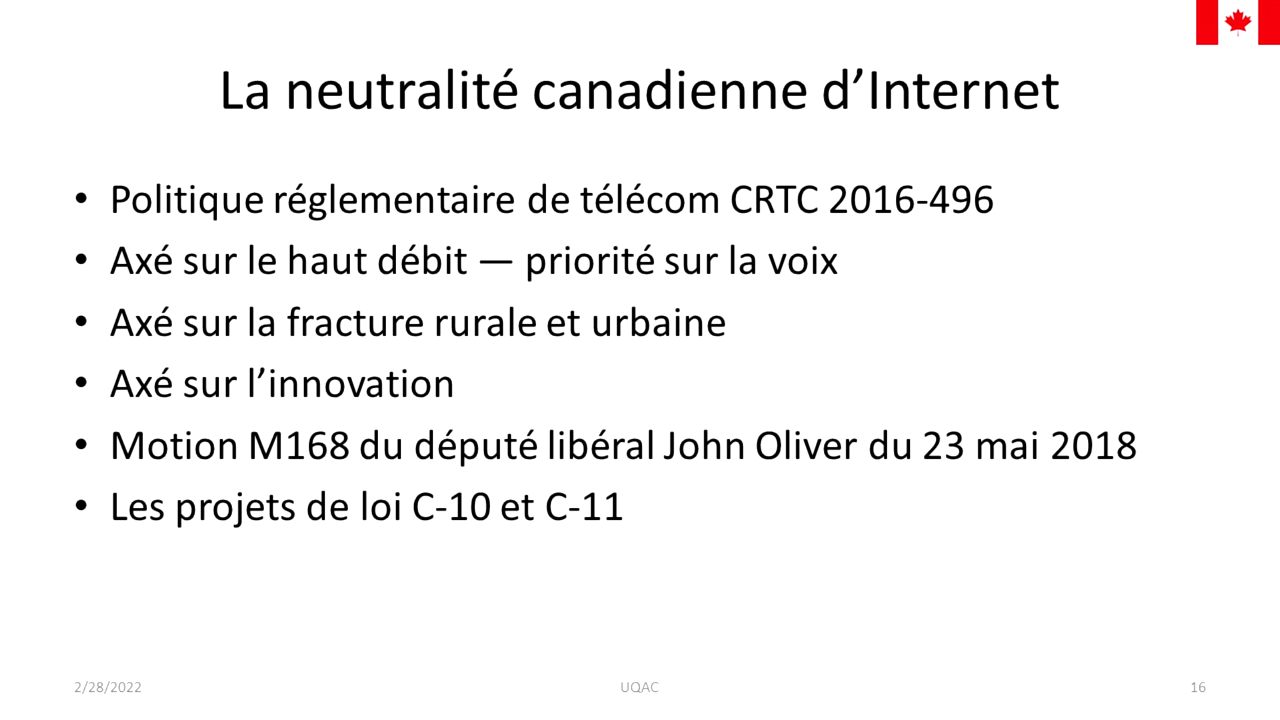 La neutralité canadienne d’Internet
• Politique réglementaire de télécom CRTC 2016-496
• Axé sur le haut débit — priorité sur la voix
• Axé sur la fracture rurale et urbaine
• Axé sur l’innovation
• Motion M168 du député libéral John Oliver du 23 mai 2018
• Les projets de loi C-10 et C-11
2/28/2022 UQAC 16